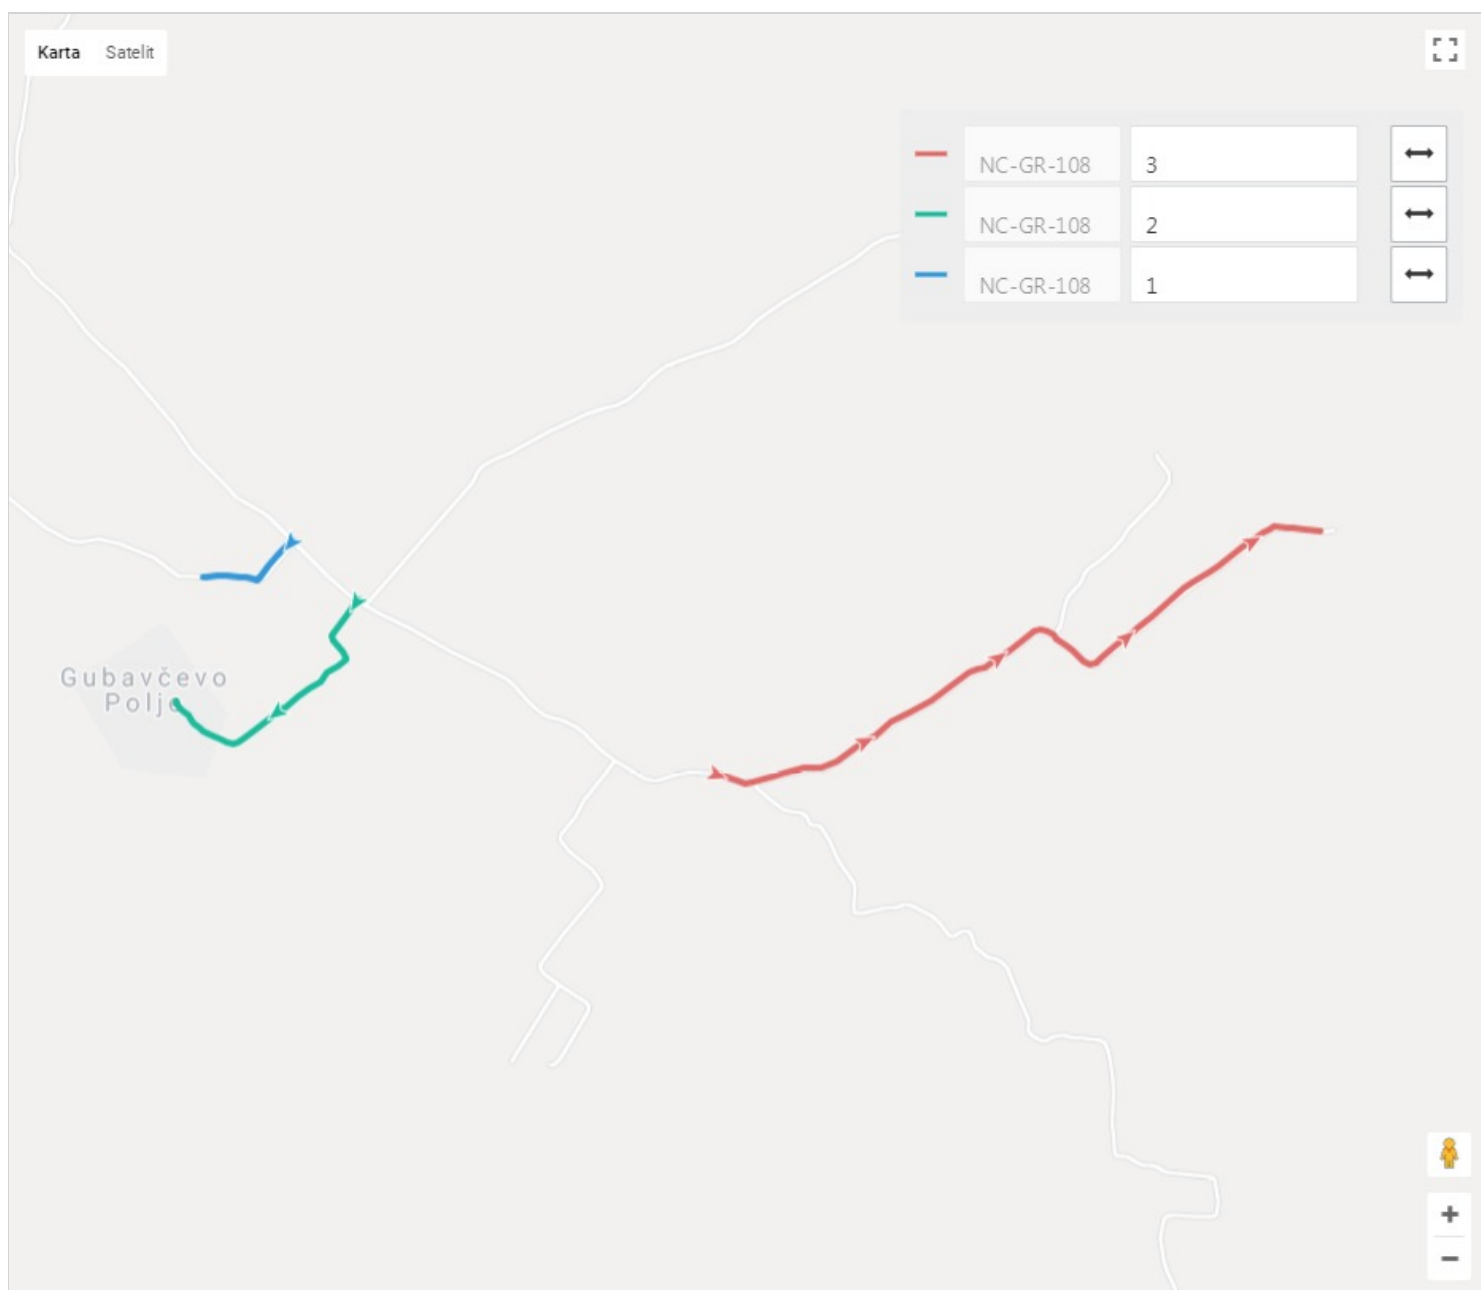 Karta Satelit
NC-GR-108 3
NC-GR-108 2
NC-GR-108 1
Gubavčevo
Polje
+
−